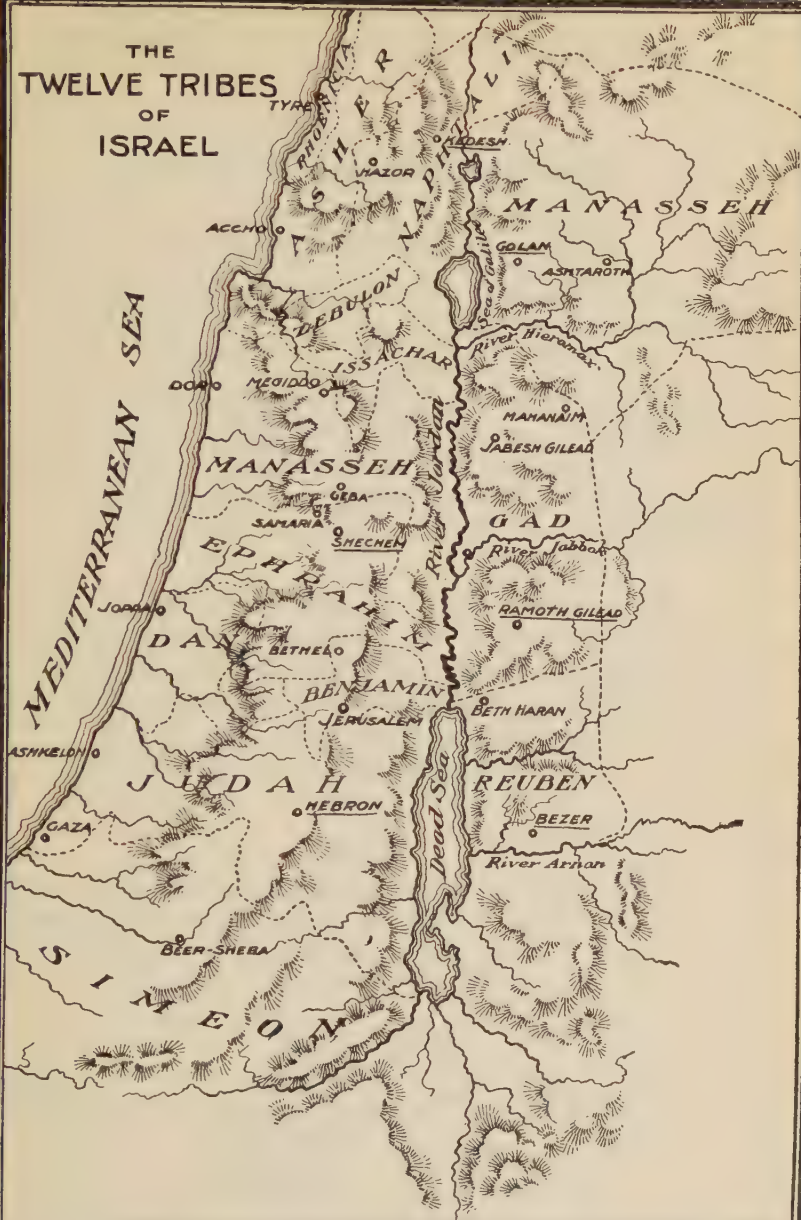 THE
TWELVE TRIBES
OF
ISRAEL
TYRE
PHOENICIA
ASHER
NAPHTALI
KEDESH
HAZOR
MANASSEH
ACCHO
GOLAN
ASHTAROTH
Sea of Galilee
DEBULON
River Hieromax
ISSACHAR
MEDITERRANEAN SEA
DOR
MEGIDDO
MAHANAIM
JABESH GILEAD
River Jordan
MANASSEH
GEBA
SAMARIA
SHECHEM
GAD
River Jabbok
EPHRAIM
JOPPA
RAMOTH GILEAD
DAN
BETHEL
BENJAMIN
JERUSALEM
BETH HARAN
ASHKELON
JUDAH
Dead Sea
REUBEN
HEBRON
BEZER
GAZA
River Arnon
BEER-SHEBA
SIMEON